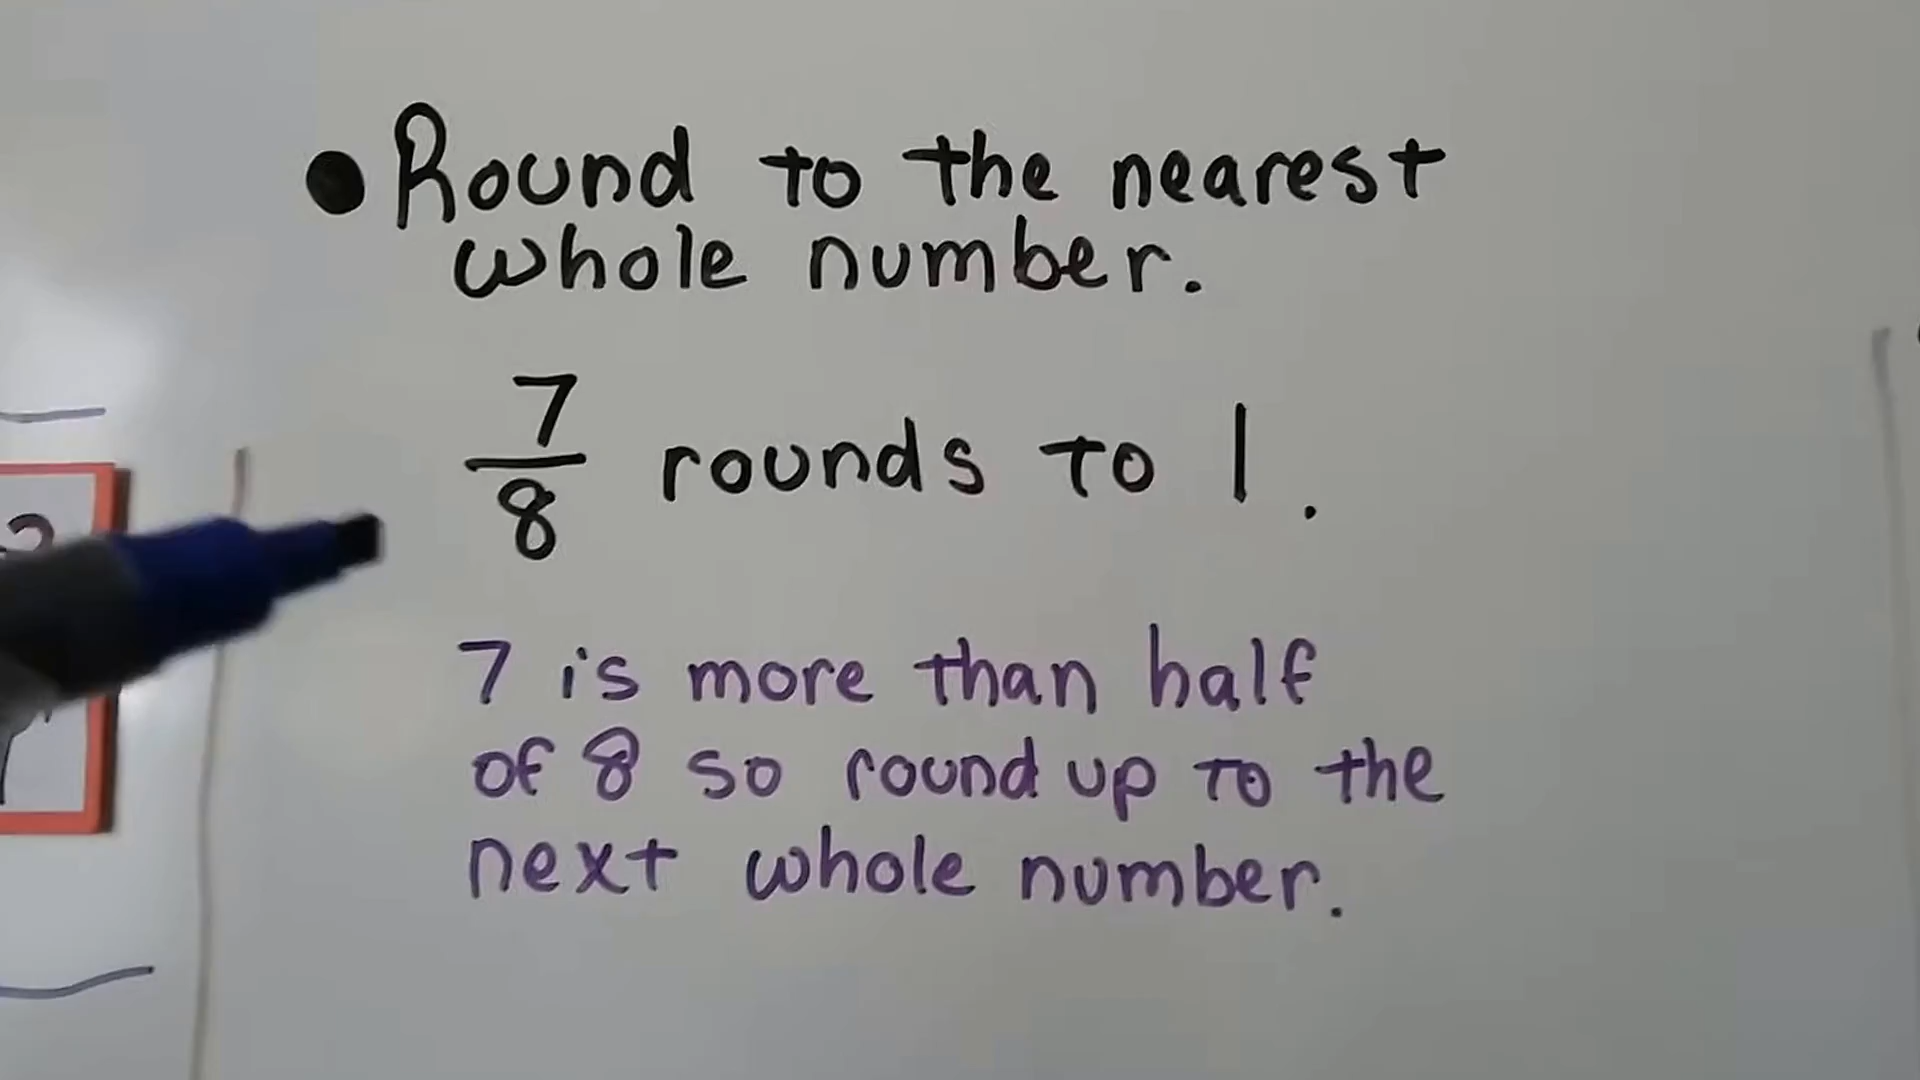 ● Round to the nearest
whole number.
7/8 rounds to 1.
7 is more than half
of 8 so round up to the
next whole number.